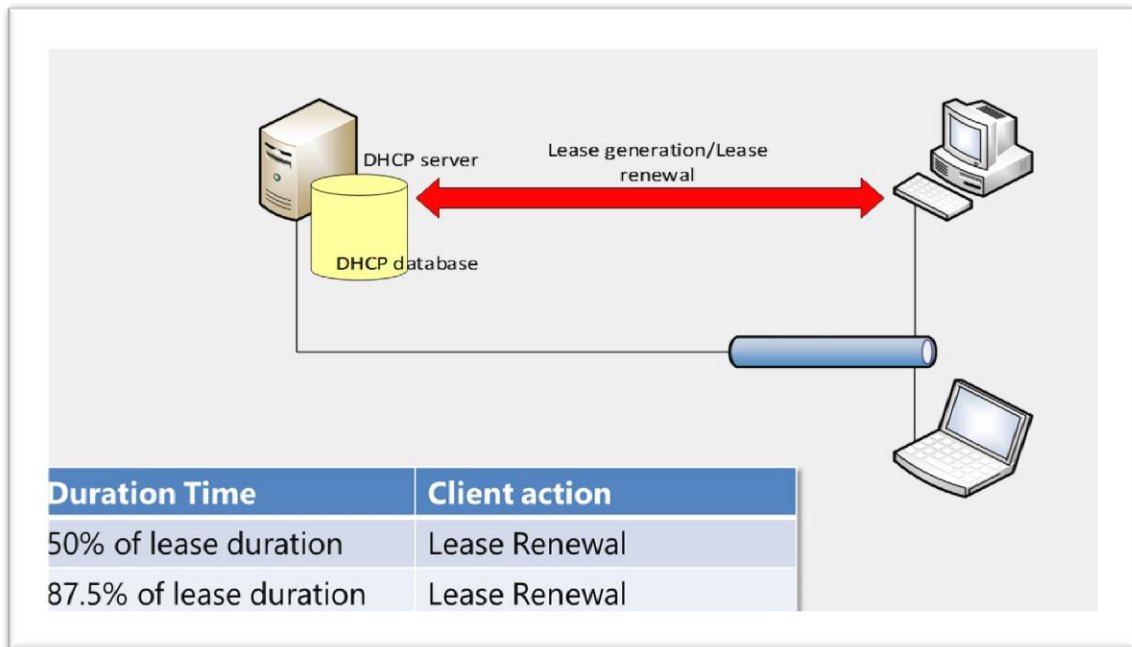 DHCP server
Lease generation/Lease
renewal
DHCP database
Duration Time Client action
50% of lease duration Lease Renewal
87.5% of lease duration Lease Renewal